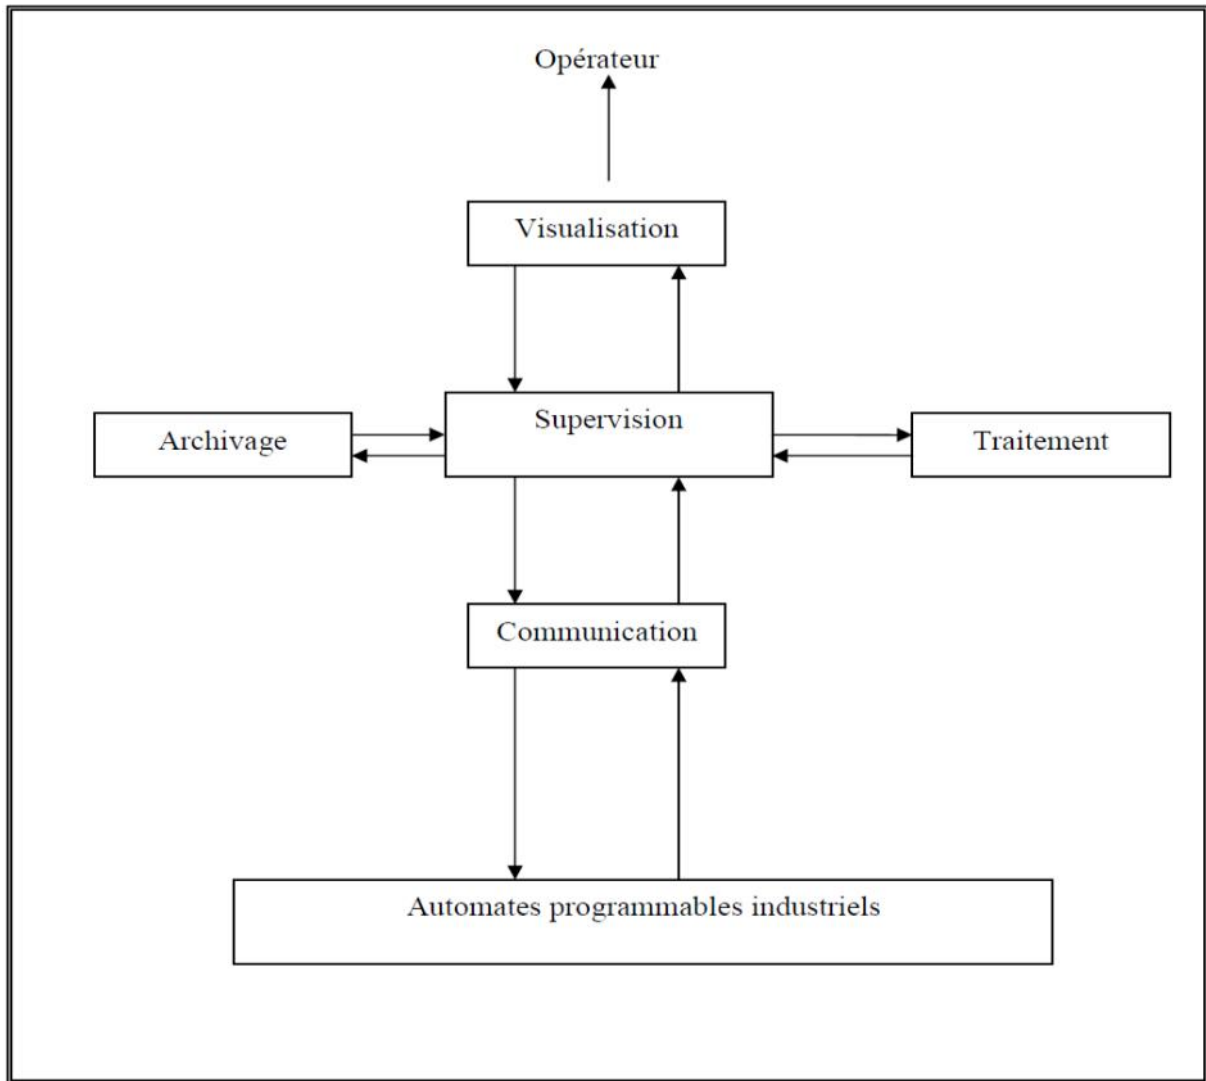 Opérateur
Visualisation
Supervision
Archivage
Traitement
Communication
Automates programmables industriels